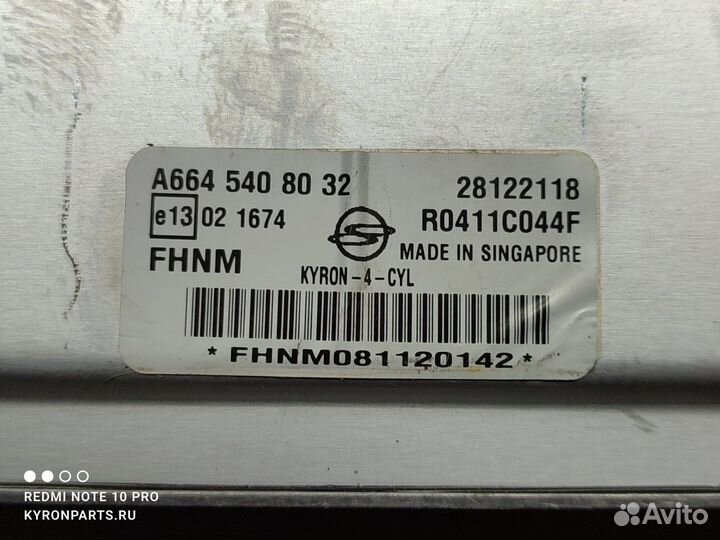 A664 540 80 32 28122118
e13 02 1674 R0411C044F
FHNM MADE IN SINGAPORE
KYRON-4-CYL
* FHNM081120142 *
REDMI NOTE 10 PRO
KYRONPARTS.RU
Avito